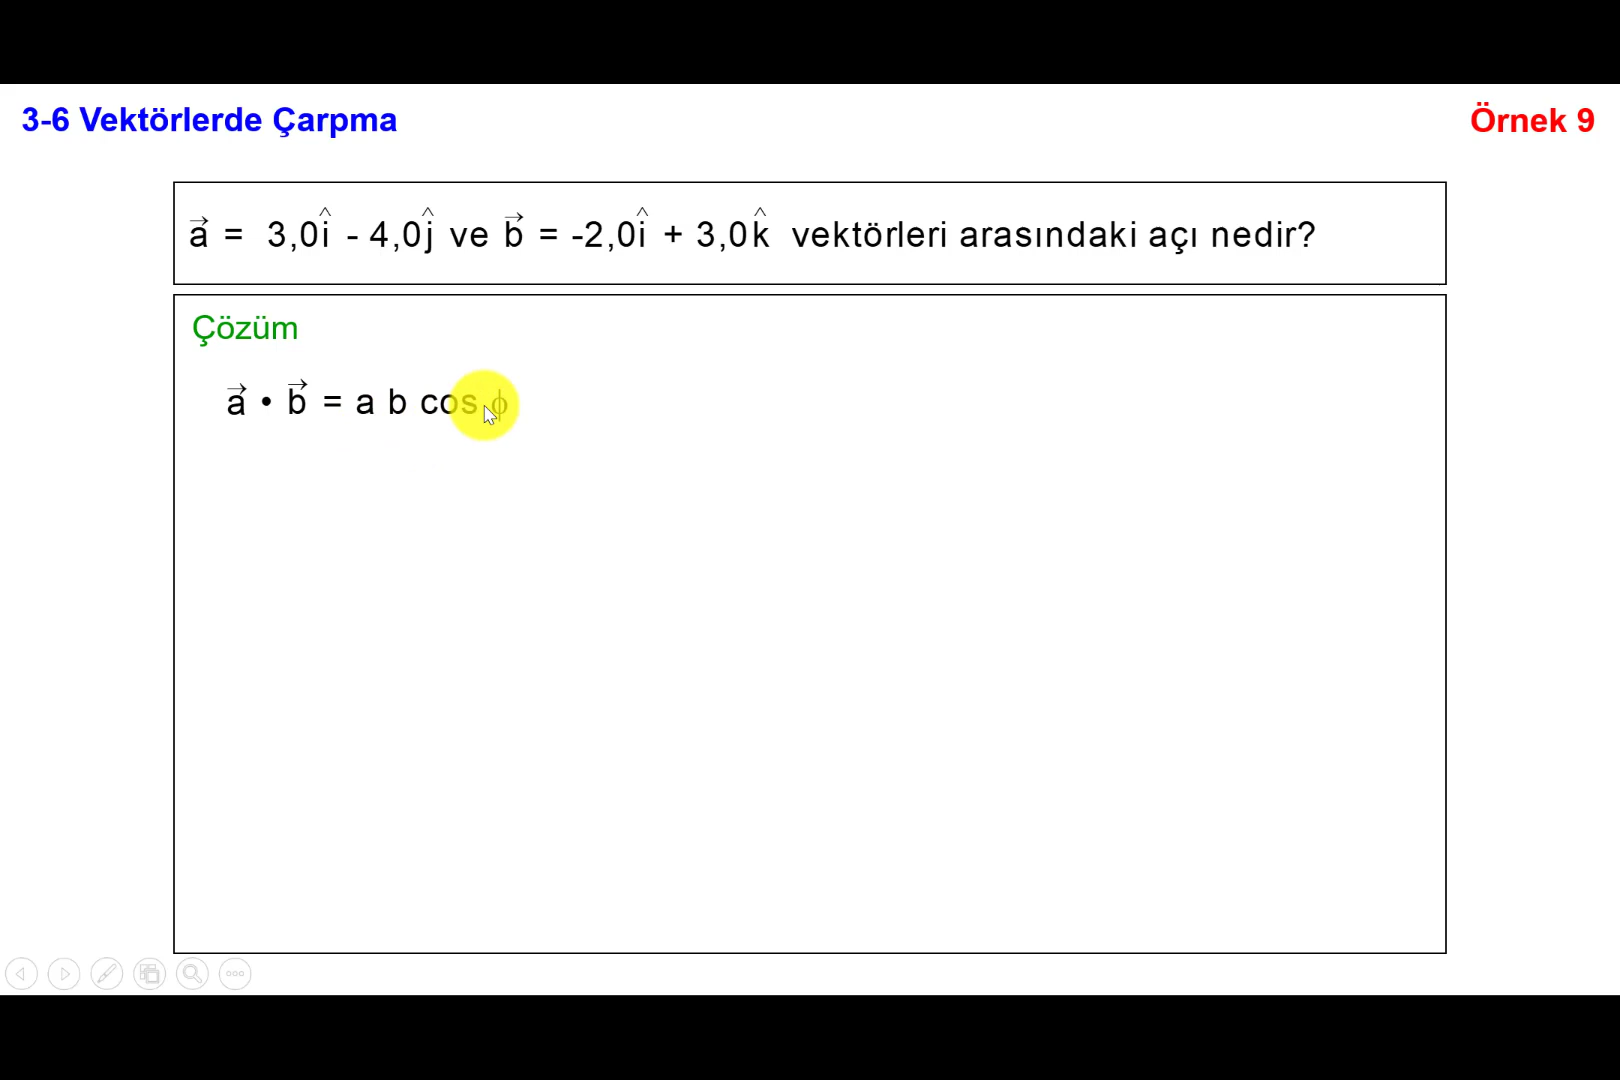 3-6 Vektörlerde Çarpma
Örnek 9
a⃗ = 3,0î - 4,0ĵ ve b⃗ = -2,0î + 3,0k̂ vektörleri arasındaki açı nedir?
Çözüm
a⃗ • b⃗ = a b cos ϕ